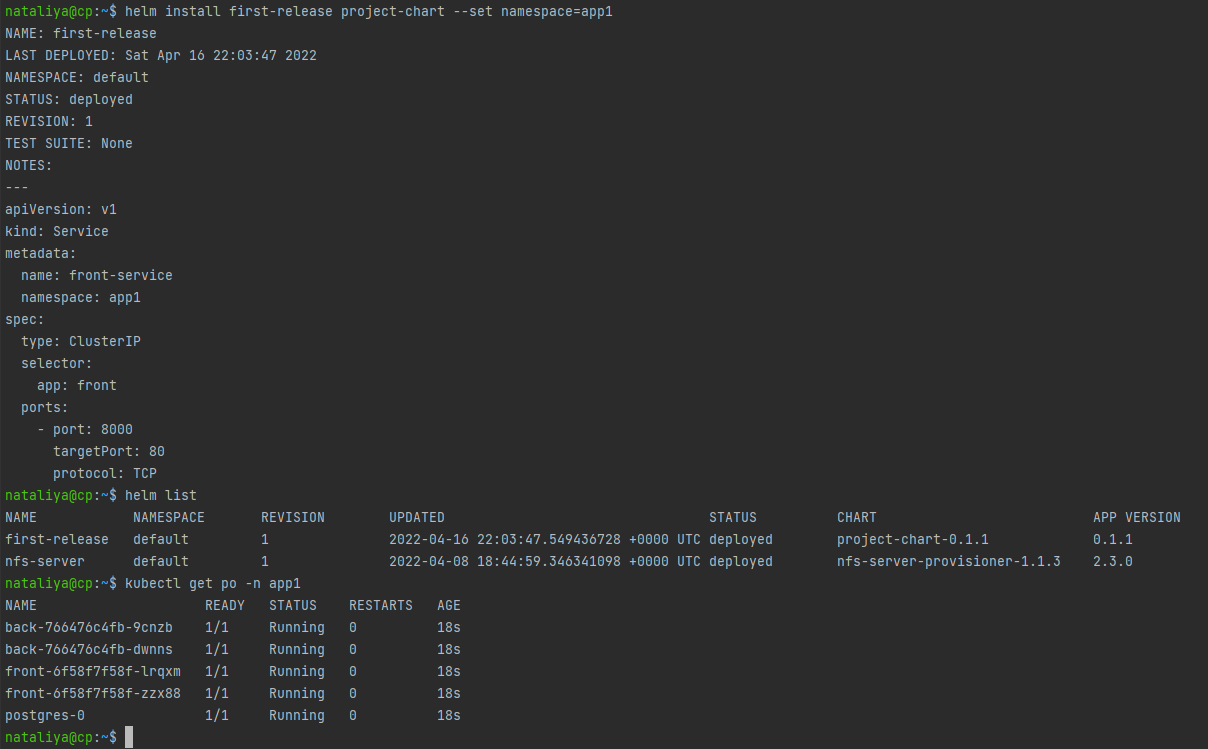 nataliya@cp:~$ helm install first-release project-chart --set namespace=app1
NAME: first-release
LAST DEPLOYED: Sat Apr 16 22:03:47 2022
NAMESPACE: default
STATUS: deployed
REVISION: 1
TEST SUITE: None
NOTES:
---
apiVersion: v1
kind: Service
metadata:
  name: front-service
  namespace: app1
spec:
  type: ClusterIP
  selector:
    app: front
  ports:
    - port: 8000
      targetPort: 80
      protocol: TCP
nataliya@cp:~$ helm list
NAME            NAMESPACE       REVISION        UPDATED                                 STATUS          CHART                           APP VERSION
first-release   default         1               2022-04-16 22:03:47.549436728 +0000 UTC deployed        project-chart-0.1.1             0.1.1
nfs-server      default         1               2022-04-08 18:44:59.346341098 +0000 UTC deployed        nfs-server-provisioner-1.1.3    2.3.0
nataliya@cp:~$ kubectl get po -n app1
NAME                     READY   STATUS    RESTARTS   AGE
back-766476c4fb-9cnzb    1/1     Running   0          18s
back-766476c4fb-dwnns    1/1     Running   0          18s
front-6f58f7f58f-lrqxm   1/1     Running   0          18s
front-6f58f7f58f-zzx88   1/1     Running   0          18s
postgres-0               1/1     Running   0          18s
nataliya@cp:~$